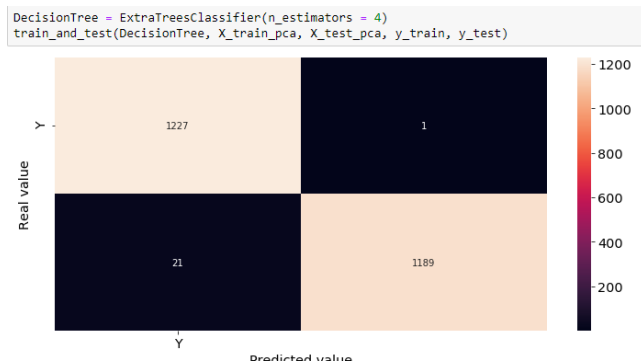 DecisionTree = ExtraTreesClassifier(n_estimators = 4)
train_and_test(DecisionTree, X_train_pca, X_test_pca, y_train, y_test)
1200
1000
800
600
400
200
Real value
Y
1227
1
21
1189
Y
Predicted value